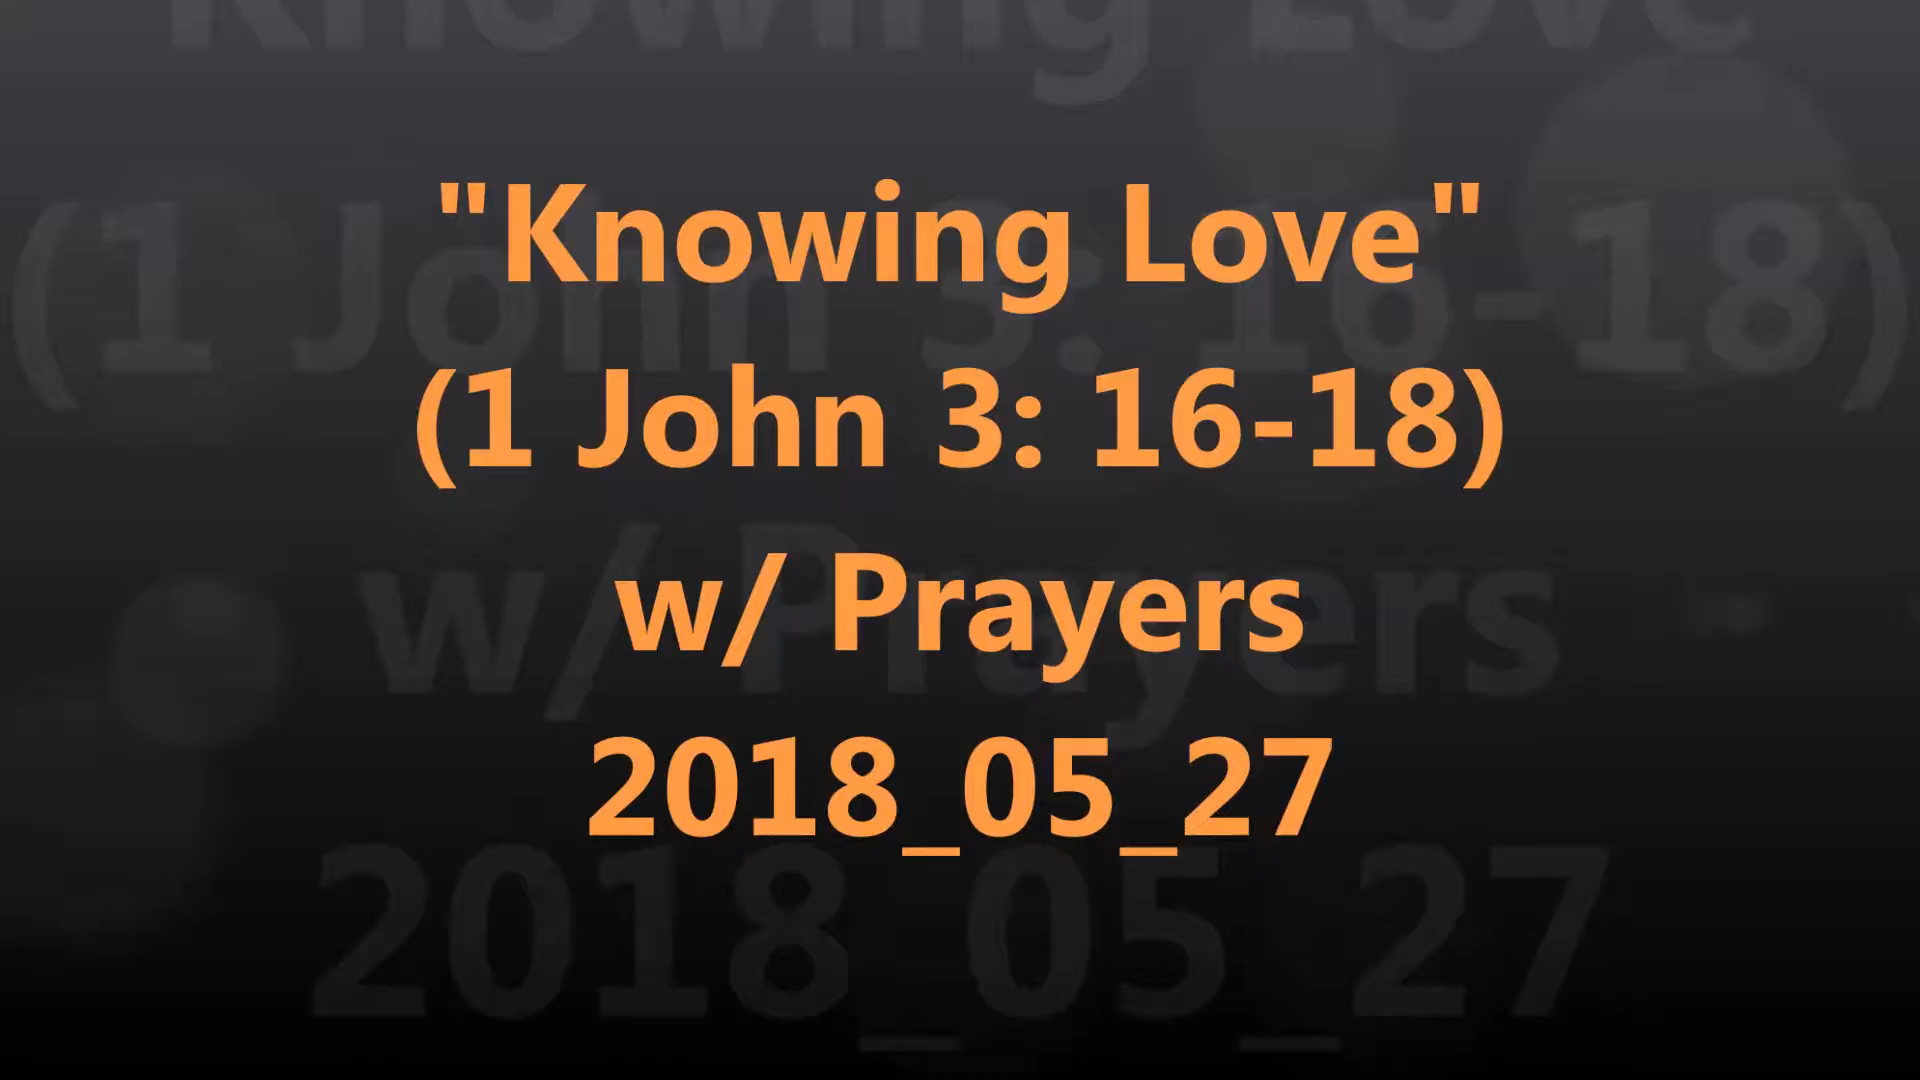 "Knowing Love"
(1 John 3: 16-18)
w/ Prayers
2018_05_27